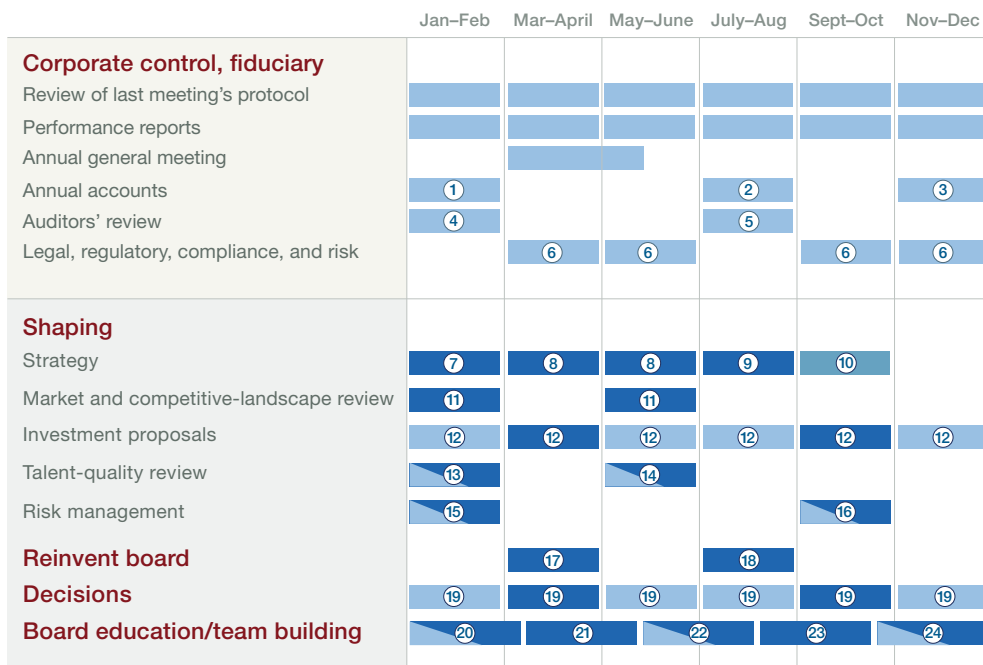 Jan–Feb Mar–April May–June July–Aug Sept–Oct Nov–Dec
Corporate control, fiduciary
Review of last meeting’s protocol
Performance reports
Annual general meeting
Annual accounts 1 2 3
Auditors’ review 4 5
Legal, regulatory, compliance, and risk 6 6 6 6
Shaping
Strategy 7 8 8 9 10
Market and competitive-landscape review 11 11
Investment proposals 12 12 12 12 12 12
Talent-quality review 13 14
Risk management 15 16
Reinvent board 17 18
Decisions 19 19 19 19 19 19
Board education/team building 20 21 22 23 24